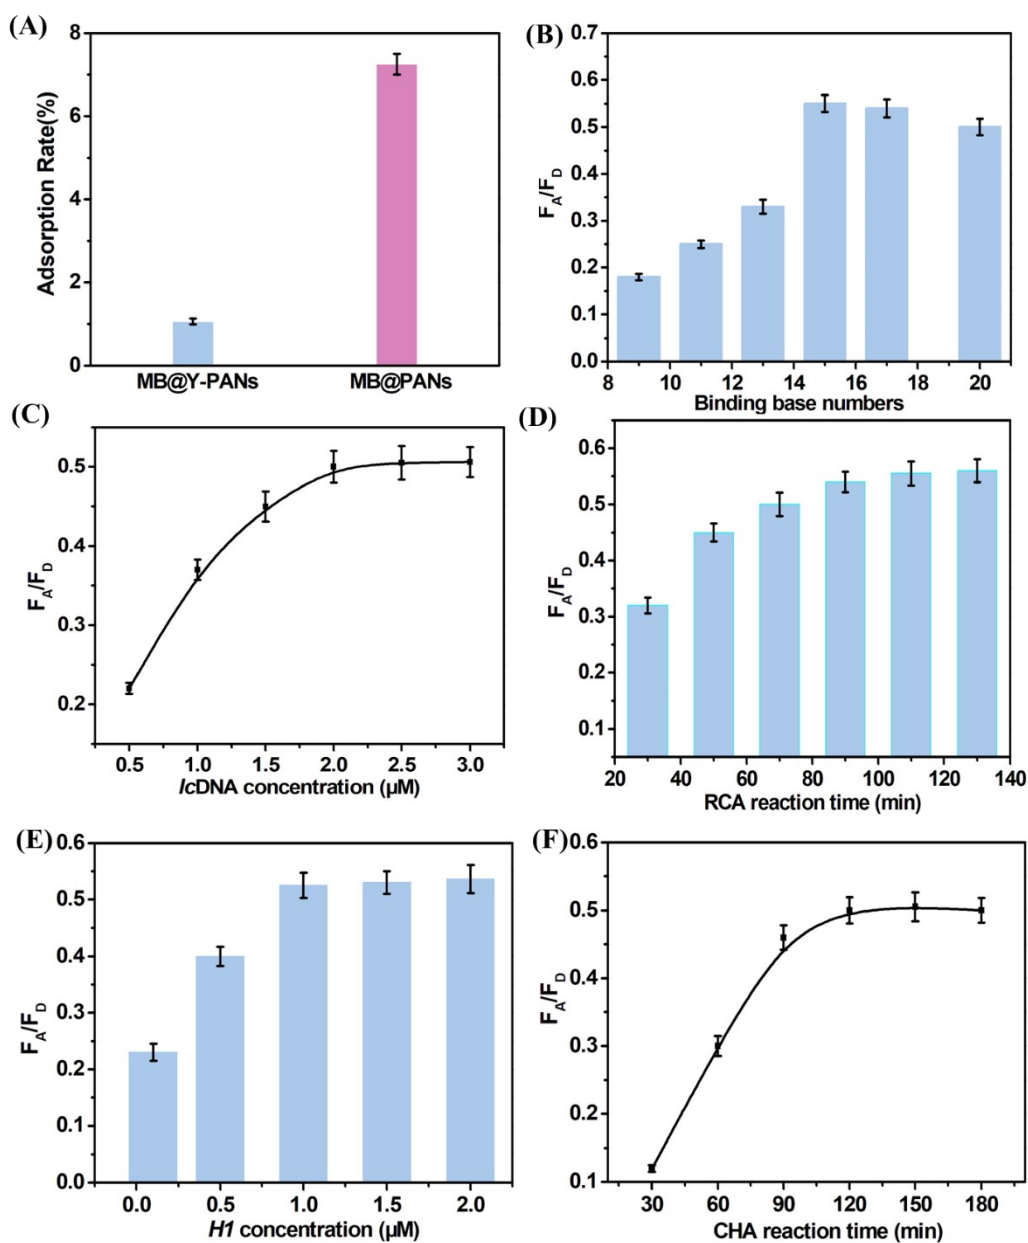 (A)
Adsorption Rate(%)
8
6
4
2
0
MB@Y-PANs MB@PANs
(B)
F_A/F_D
0.7
0.6
0.5
0.4
0.3
0.2
0.1
0.0
8 10 12 14 16 18 20
Binding base numbers
(C)
F_A/F_D
0.5
0.4
0.3
0.2
0.5 1.0 1.5 2.0 2.5 3.0
lcDNA concentration (μM)
(D)
F_A/F_D
0.6
0.5
0.4
0.3
0.2
0.1
20 40 60 80 100 120 140
RCA reaction time (min)
(E)
F_A/F_D
0.6
0.5
0.4
0.3
0.2
0.1
0.0
0.0 0.5 1.0 1.5 2.0
H1 concentration (μM)
(F)
F_A/F_D
0.6
0.5
0.4
0.3
0.2
0.1
30 60 90 120 150 180
CHA reaction time (min)